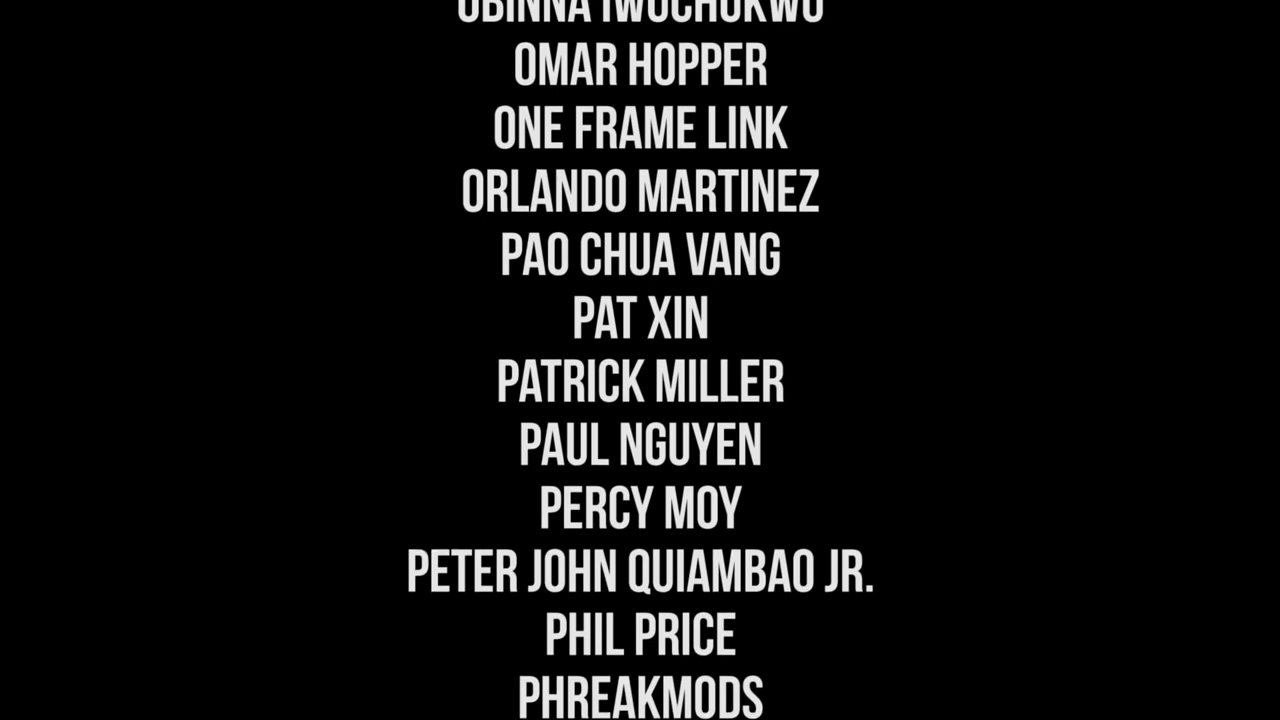 OBINNA IWUCHUKWU
OMAR HOPPER
ONE FRAME LINK
ORLANDO MARTINEZ
PAO CHUA VANG
PAT XIN
PATRICK MILLER
PAUL NGUYEN
PERCY MOY
PETER JOHN QUIAMBAO JR.
PHIL PRICE
PHREAKMODS